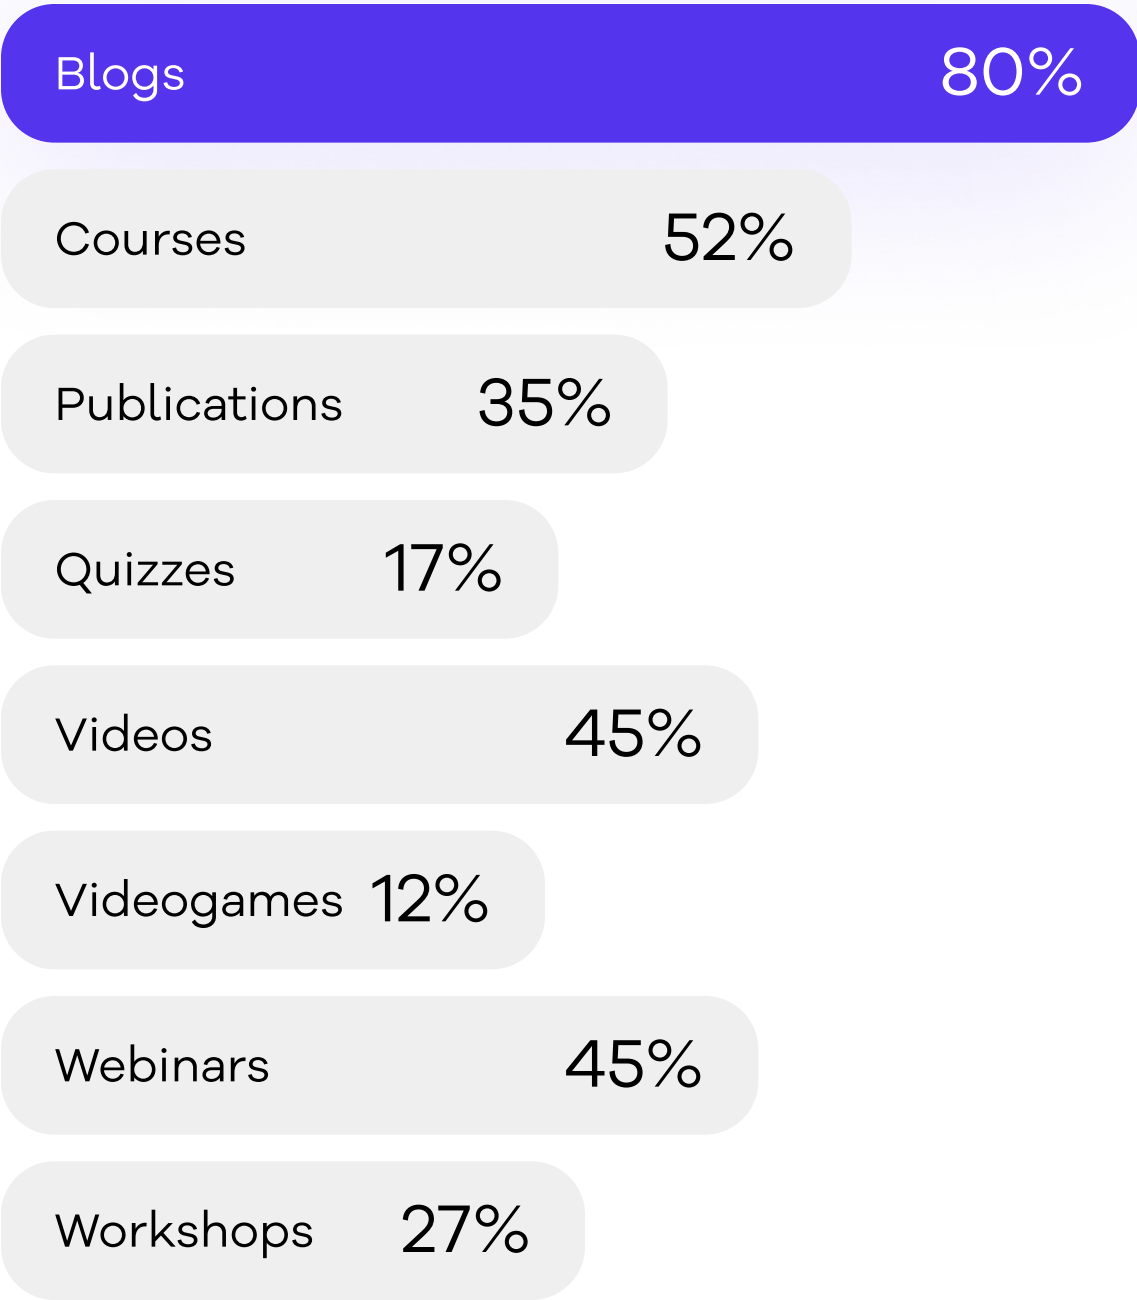 Blogs 80%
Courses 52%
Publications 35%
Quizzes 17%
Videos 45%
Videogames 12%
Webinars 45%
Workshops 27%